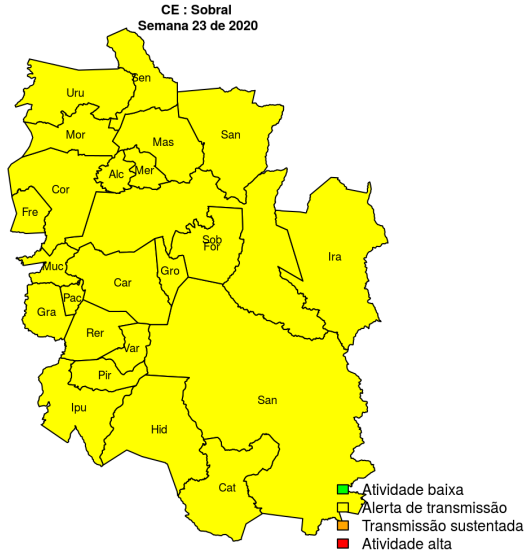 CE : Sobral
Semana 23 de 2020
Sen
Uru
Mor
Mas
San
Alc
Mer
Cor
Fre
Sob
For
Ira
Muc
Gro
Car
Pac
Gra
Rer
Var
Pir
San
Ipu
Hid
Cat
Atividade baixa
Alerta de transmissão
Transmissão sustentada
Atividade alta